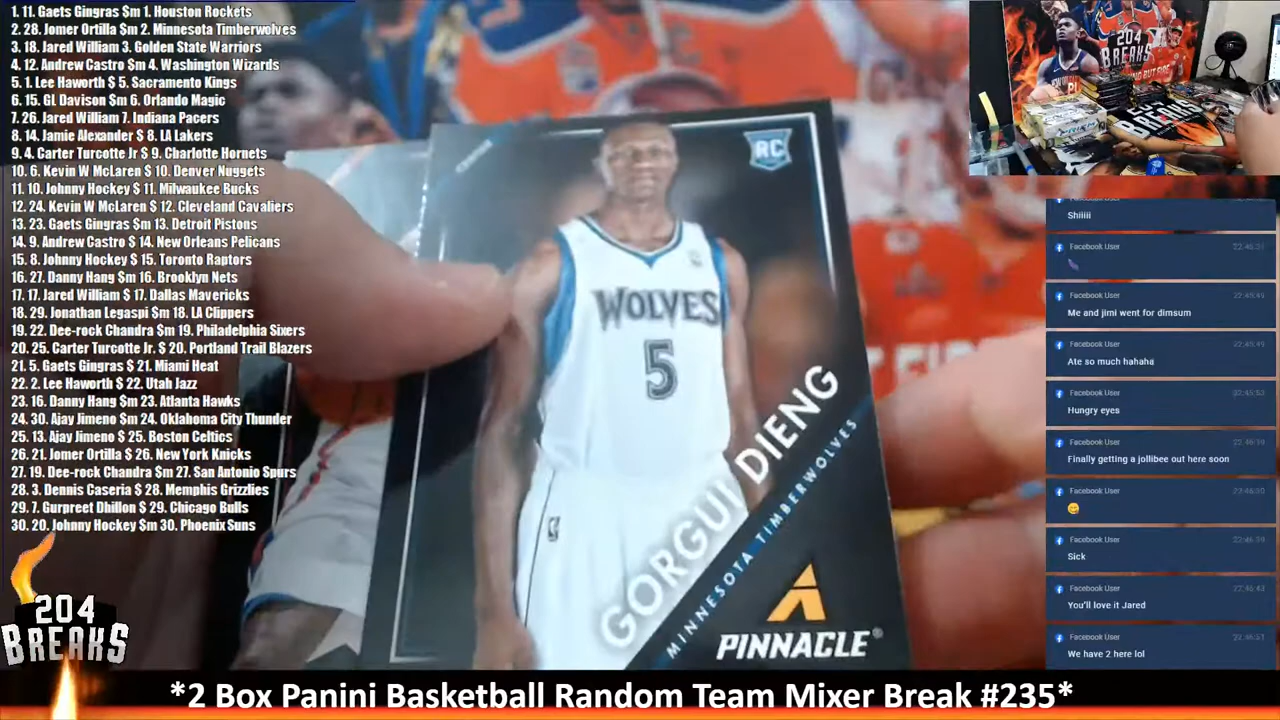 1. 11. Gaets Gingras $m 1. Houston Rockets
2. 28. Jomer Ortilla $m 2. Minnesota Timberwolves
3. 18. Jared William 3. Golden State Warriors
4. 12. Andrew Castro $m 4. Washington Wizards
5. 1. Lee Haworth $ 5. Sacramento Kings
6. 15. GL Davison $m 6. Orlando Magic
7. 26. Jared William 7. Indiana Pacers
8. 14. Jamie Alexander $ 8. LA Lakers
9. 4. Carter Turcotte Jr $ 9. Charlotte Hornets
10. 6. Kevin W McLaren $ 10. Denver Nuggets
11. 10. Johnny Hockey $ 11. Milwaukee Bucks
12. 24. Kevin W McLaren $ 12. Cleveland Cavaliers
13. 23. Gaets Gingras $m 13. Detroit Pistons
14. 9. Andrew Castro $ 14. New Orleans Pelicans
15. 8. Johnny Hockey $ 15. Toronto Raptors
16. 27. Danny Hang $m 16. Brooklyn Nets
17. 17. Jared William $ 17. Dallas Mavericks
18. 29. Jonathan Legaspi $m 18. LA Clippers
19. 22. Dee-rock Chandra $m 19. Philadelphia Sixers
20. 25. Carter Turcotte Jr. $ 20. Portland Trail Blazers
21. 5. Gaets Gingras $ 21. Miami Heat
22. 2. Lee Haworth $ 22. Utah Jazz
23. 16. Danny Hang $m 23. Atlanta Hawks
24. 30. Ajay Jimeno $m 24. Oklahoma City Thunder
25. 13. Ajay Jimeno $ 25. Boston Celtics
26. 21. Jomer Ortilla $ 26. New York Knicks
27. 19. Dee-rock Chandra $m 27. San Antonio Spurs
28. 3. Dennis Caseria $ 28. Memphis Grizzlies
29. 7. Gurpreet Dhillon $ 29. Chicago Bulls
30. 20. Johnny Hockey $m 30. Phoenix Suns
204
BREAKS
RC
WOLVES
5
GORGUI DIENG
MINNESOTA TIMBERWOLVES
PINNACLE®
204
BREAKS
BREAKS
Shiiiii
Facebook User
Facebook User
Me and jimi went for dimsum
Facebook User
Ate so much hahaha
Facebook User
Hungry eyes
Facebook User
Finally getting a jollibee out here soon
Facebook User
Facebook User
Sick
Facebook User
You'll love it Jared
Facebook User
We have 2 here lol
*2 Box Panini Basketball Random Team Mixer Break #235*